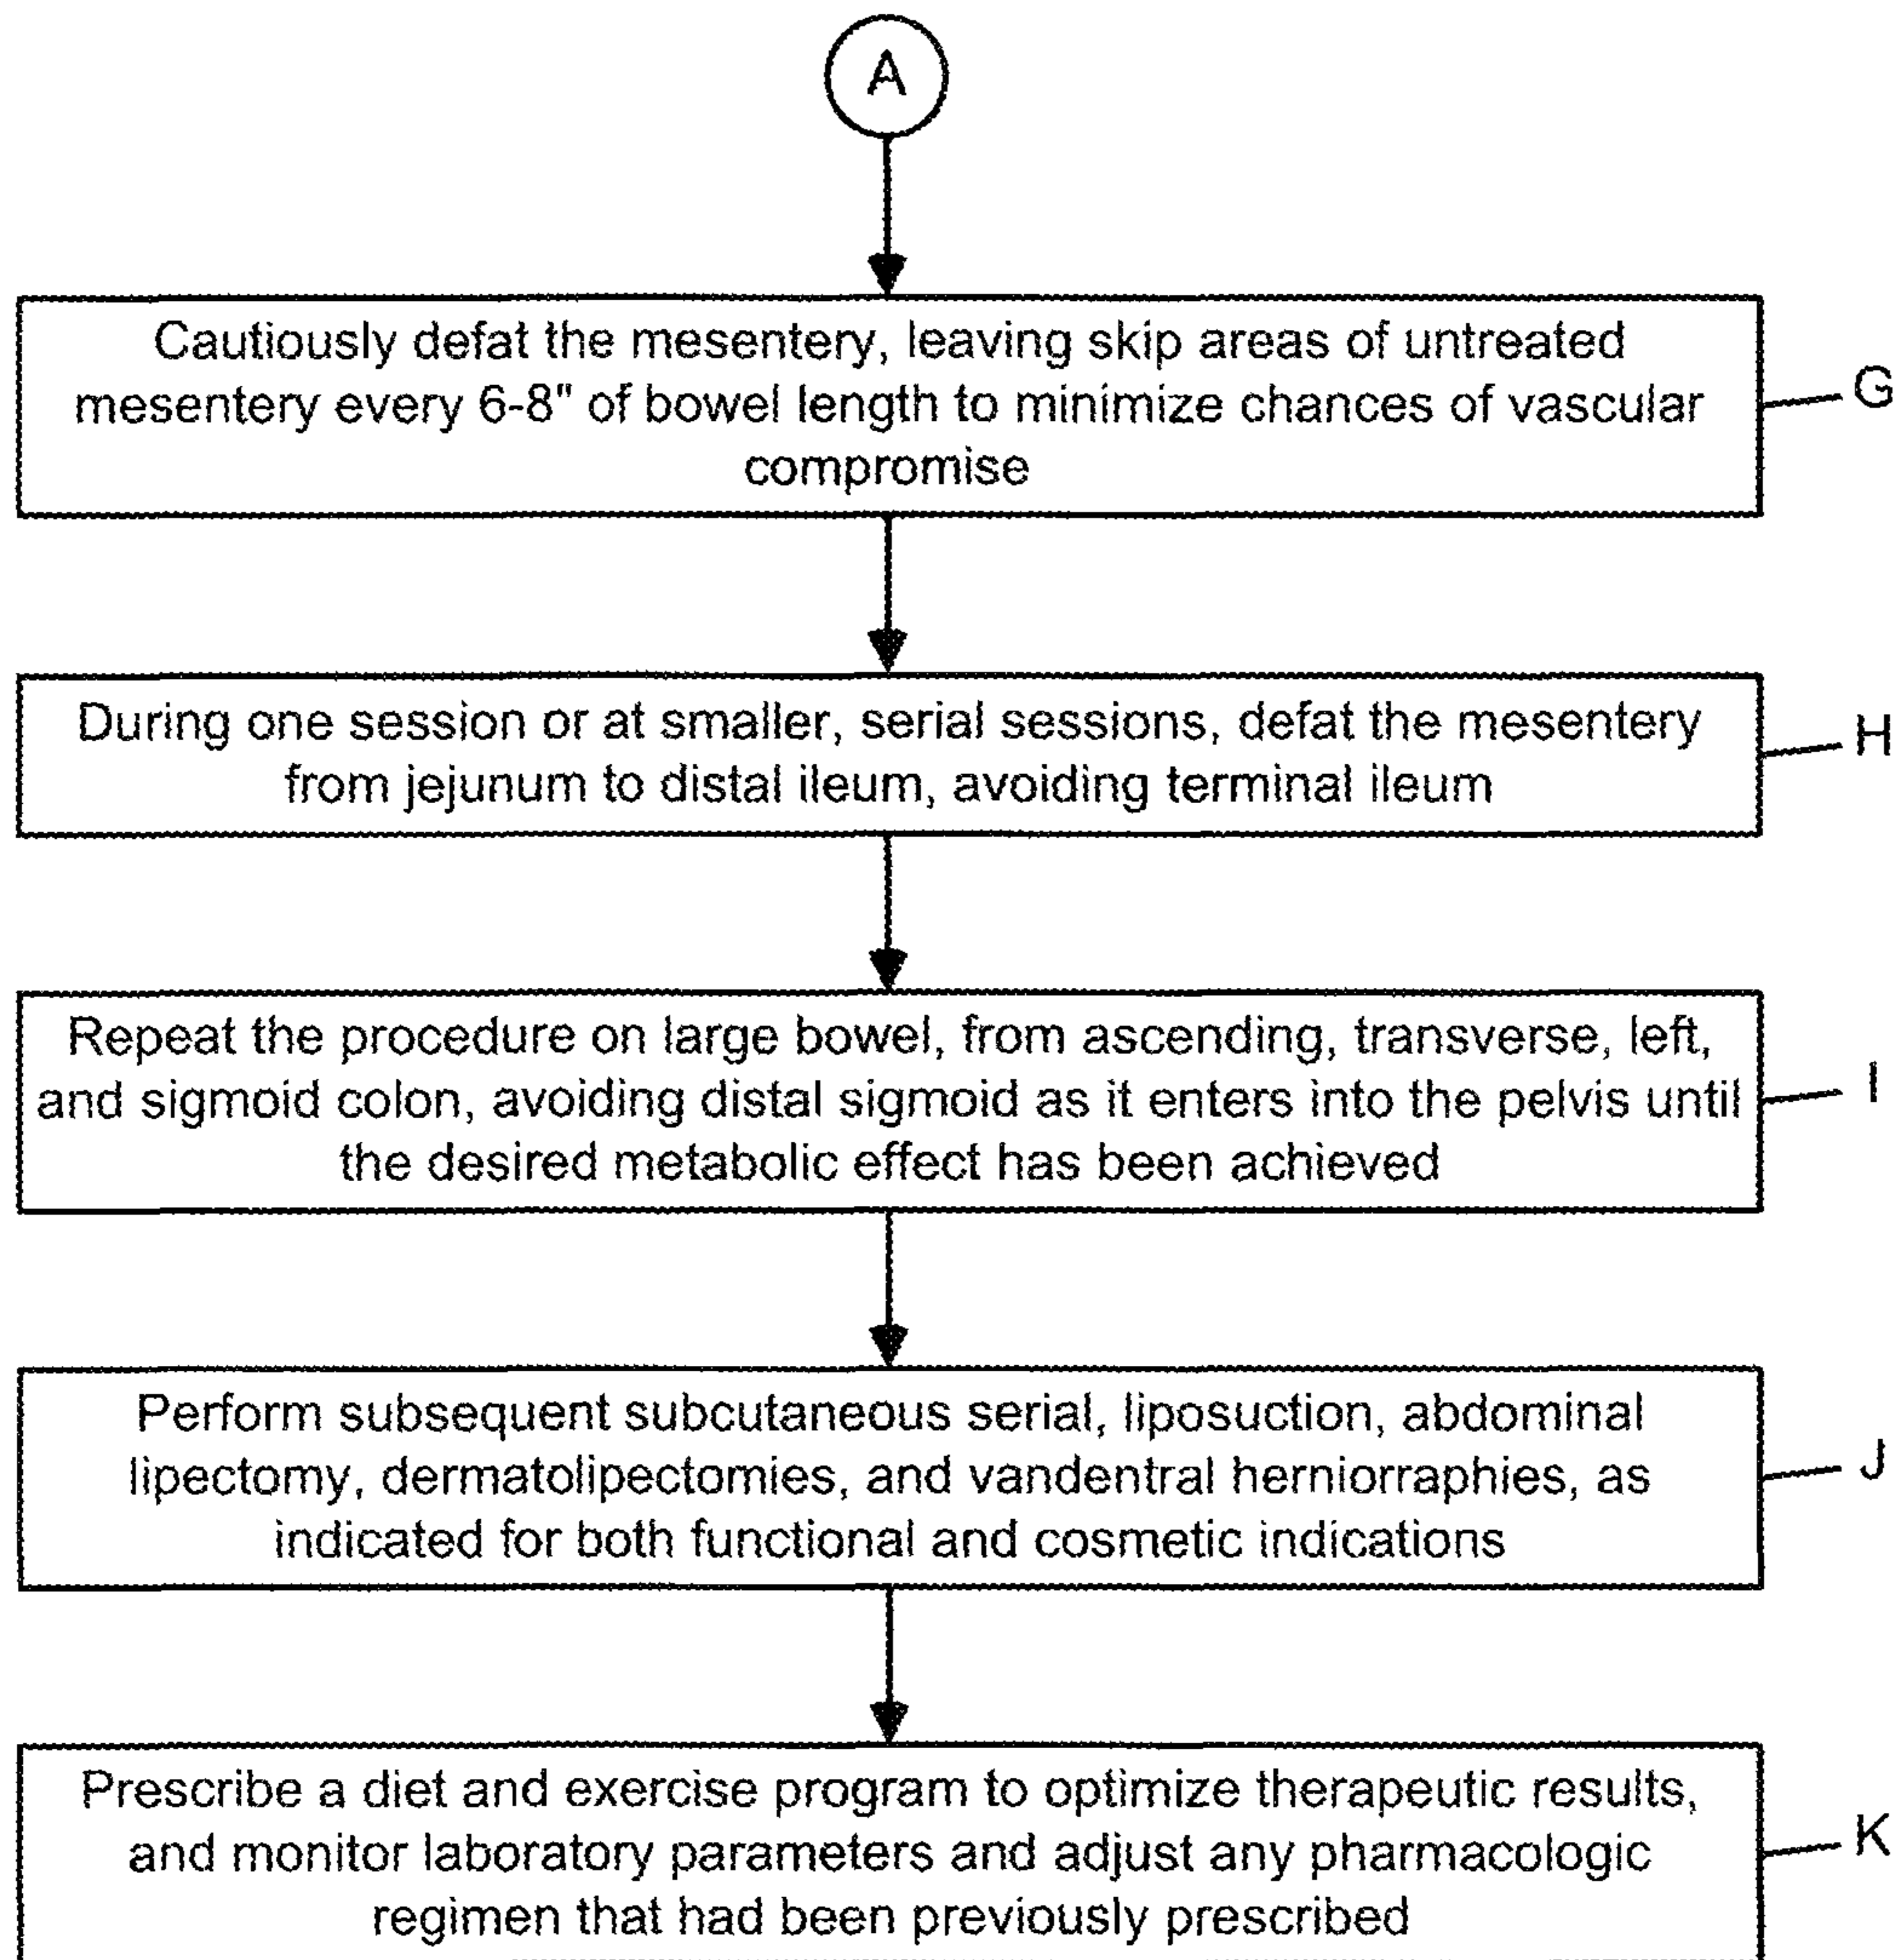 A
Cautiously defat the mesentery, leaving skip areas of untreated
mesentery every 6-8" of bowel length to minimize chances of vascular
compromise
G
During one session or at smaller, serial sessions, defat the mesentery
from jejunum to distal ileum, avoiding terminal ileum
H
Repeat the procedure on large bowel, from ascending, transverse, left,
and sigmoid colon, avoiding distal sigmoid as it enters into the pelvis until
the desired metabolic effect has been achieved
I
Perform subsequent subcutaneous serial, liposuction, abdominal
lipectomy, dermatolipectomies, and vandentral herniorraphies, as
indicated for both functional and cosmetic indications
J
Prescribe a diet and exercise program to optimize therapeutic results,
and monitor laboratory parameters and adjust any pharmacologic
regimen that had been previously prescribed
K